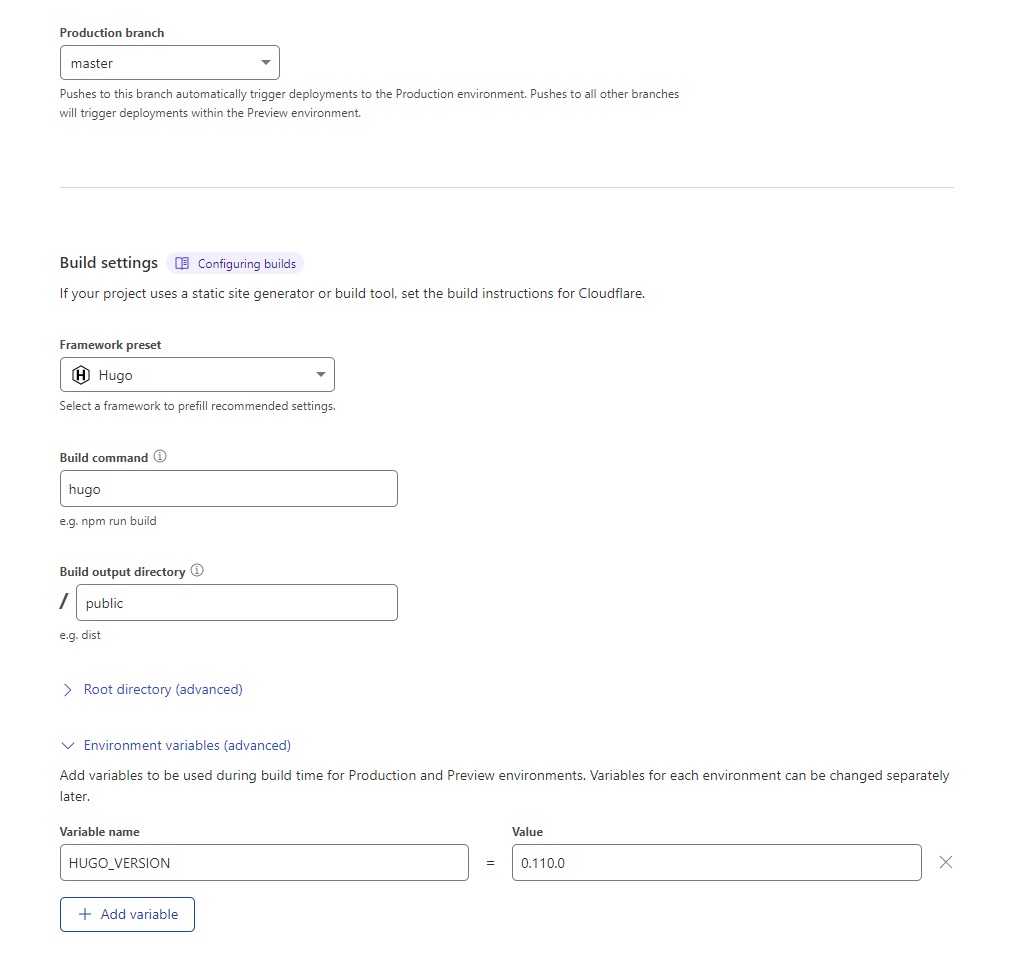 Production branch
master
Pushes to this branch automatically trigger deployments to the Production environment. Pushes to all other branches
will trigger deployments within the Preview environment.
Build settings
Configuring builds
If your project uses a static site generator or build tool, set the build instructions for Cloudflare.
Framework preset
Hugo
Select a framework to prefill recommended settings.
Build command
hugo
e.g. npm run build
Build output directory
/ public
e.g. dist
Root directory (advanced)
Environment variables (advanced)
Add variables to be used during build time for Production and Preview environments. Variables for each environment can be changed separately
later.
Variable name Value
HUGO_VERSION = 0.110.0
+ Add variable